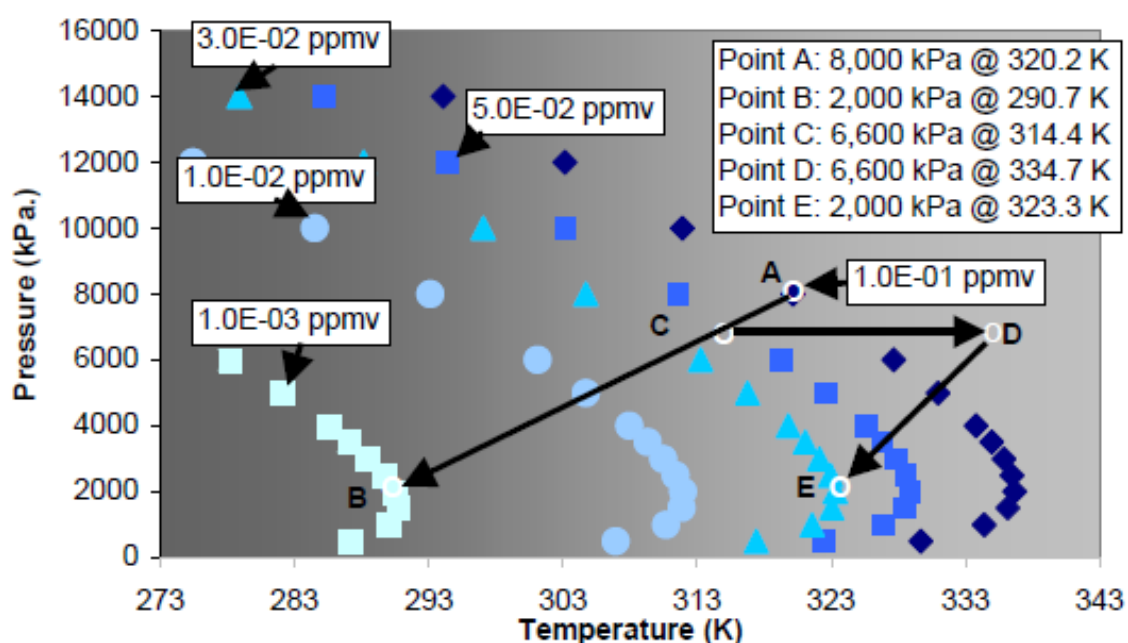 16000
14000
12000
10000
8000
6000
4000
2000
0
Pressure (kPa.)
3.0E-02 ppmv
5.0E-02 ppmv
1.0E-02 ppmv
1.0E-03 ppmv
1.0E-01 ppmv
Point A: 8,000 kPa @ 320.2 K
Point B: 2,000 kPa @ 290.7 K
Point C: 6,600 kPa @ 314.4 K
Point D: 6,600 kPa @ 334.7 K
Point E: 2,000 kPa @ 323.3 K
A
C
D
B
E
273 283 293 303 313 323 333 343
Temperature (K)